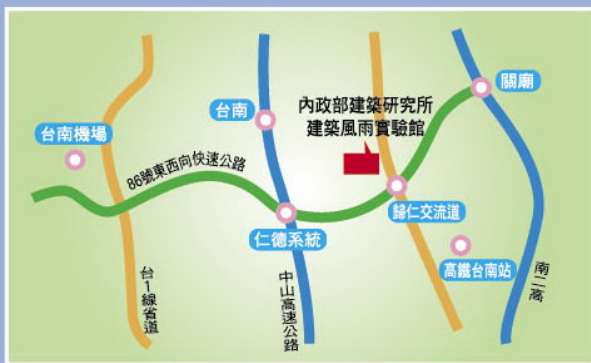 關廟
台南
內政部建築研究所
建築風雨實驗館
台南機場
86號東西向快速公路
歸仁交流道
仁德系統
高鐵台南站
台1線省道
中山高速公路
南二高